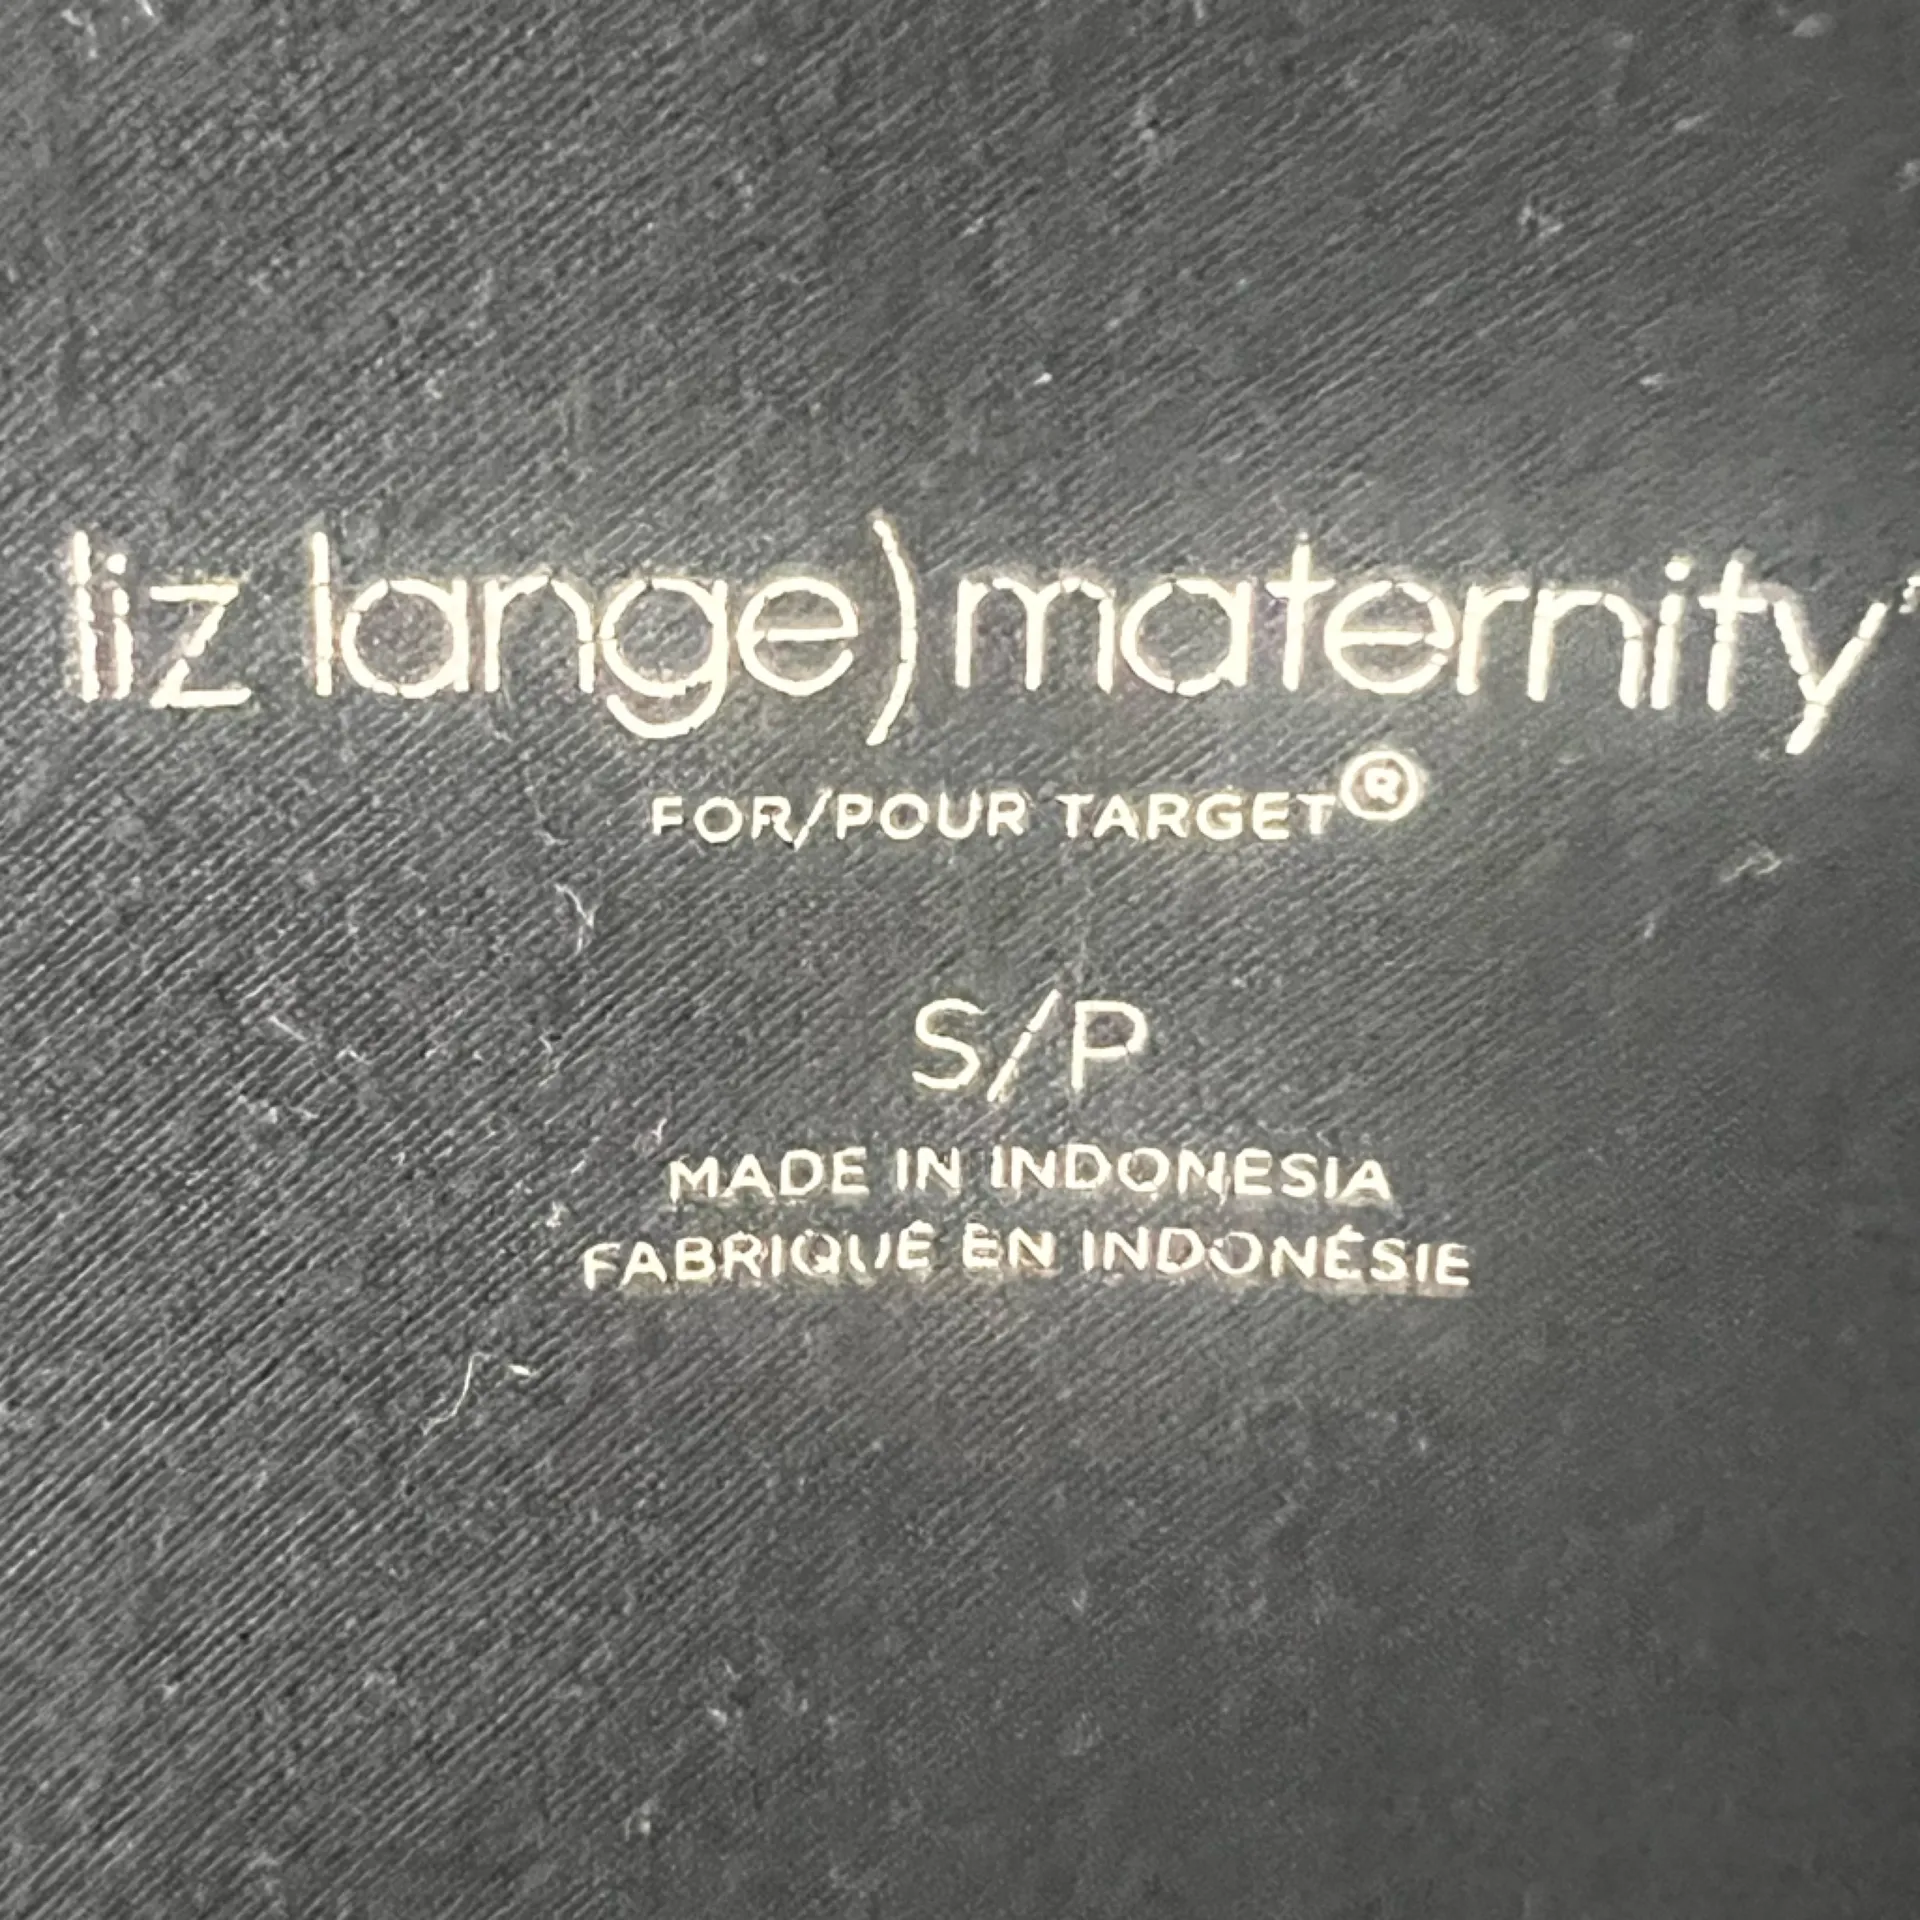 liz lange) maternity
FOR/POUR TARGET®
S/P
MADE IN INDONESIA
FABRIQUÉ EN INDONÉSIE